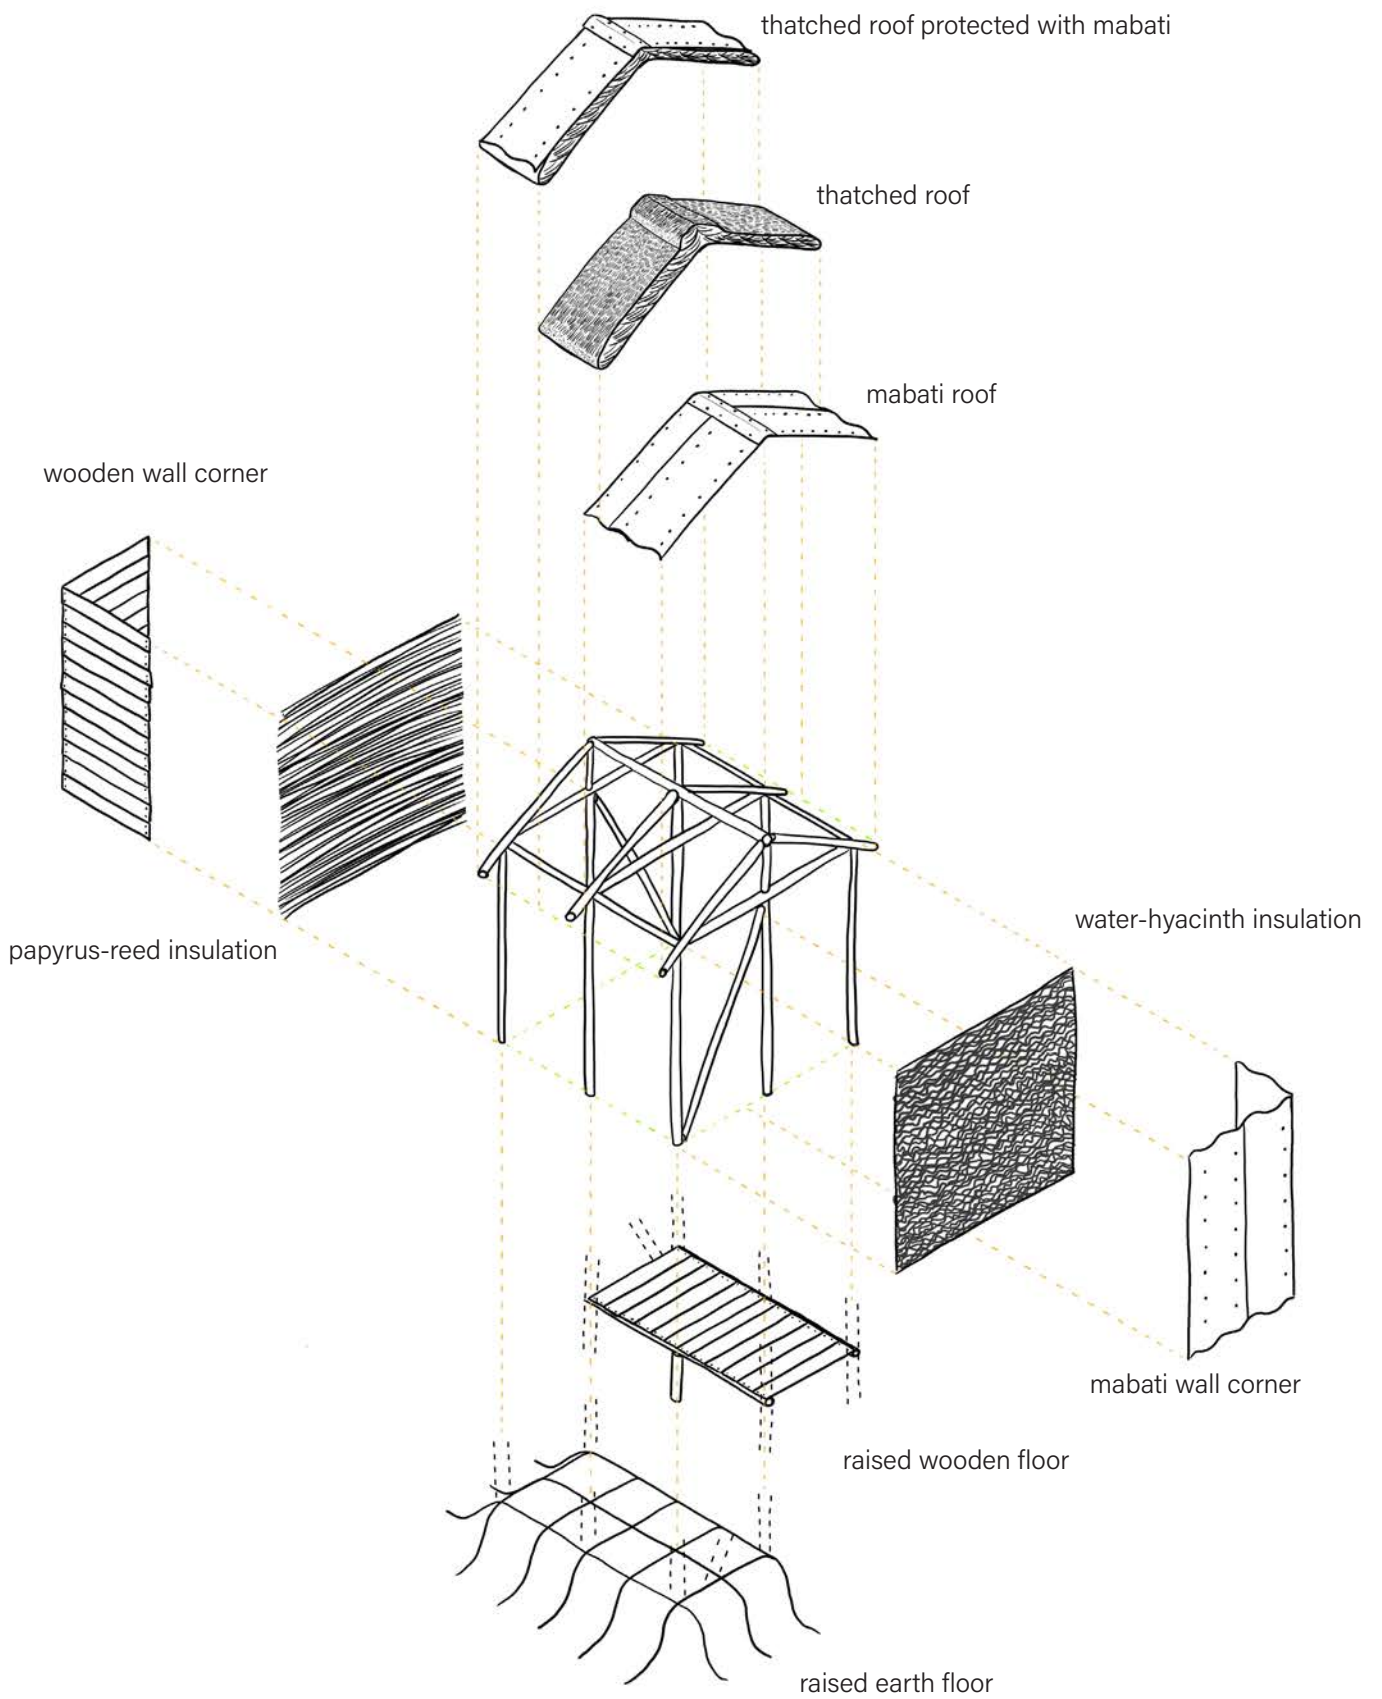 thatched roof protected with mabati
thatched roof
mabati roof
wooden wall corner
water-hyacinth insulation
papyrus-reed insulation
mabati wall corner
raised wooden floor
raised earth floor